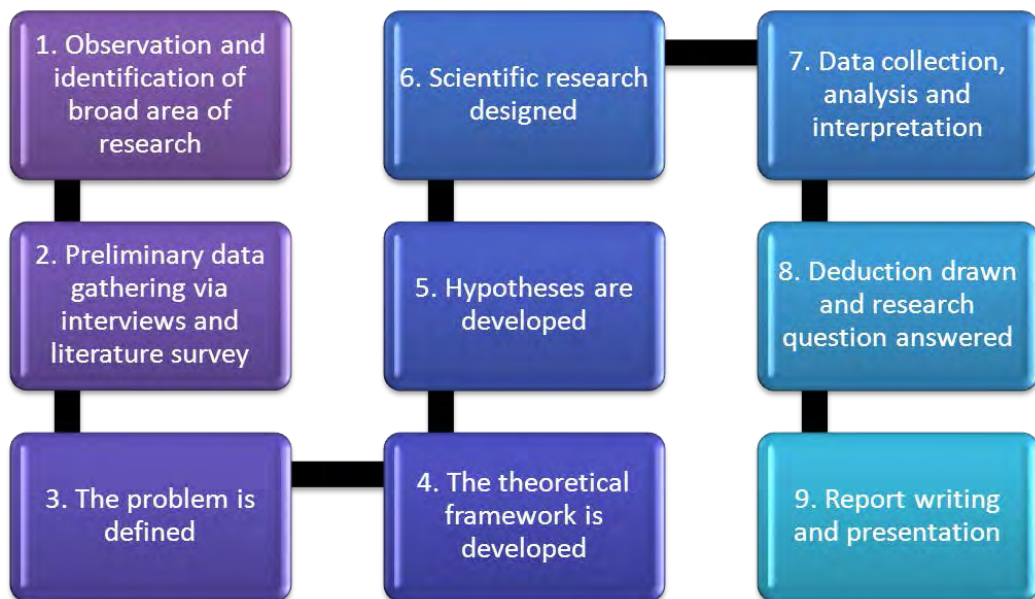 1. Observation and
identification of
broad area of
research
2. Preliminary data
gathering via
interviews and
literature survey
3. The problem is
defined
4. The theoretical
framework is
developed
5. Hypotheses are
developed
6. Scientific research
designed
7. Data collection,
analysis and
interpretation
8. Deduction drawn
and research
question answered
9. Report writing
and presentation